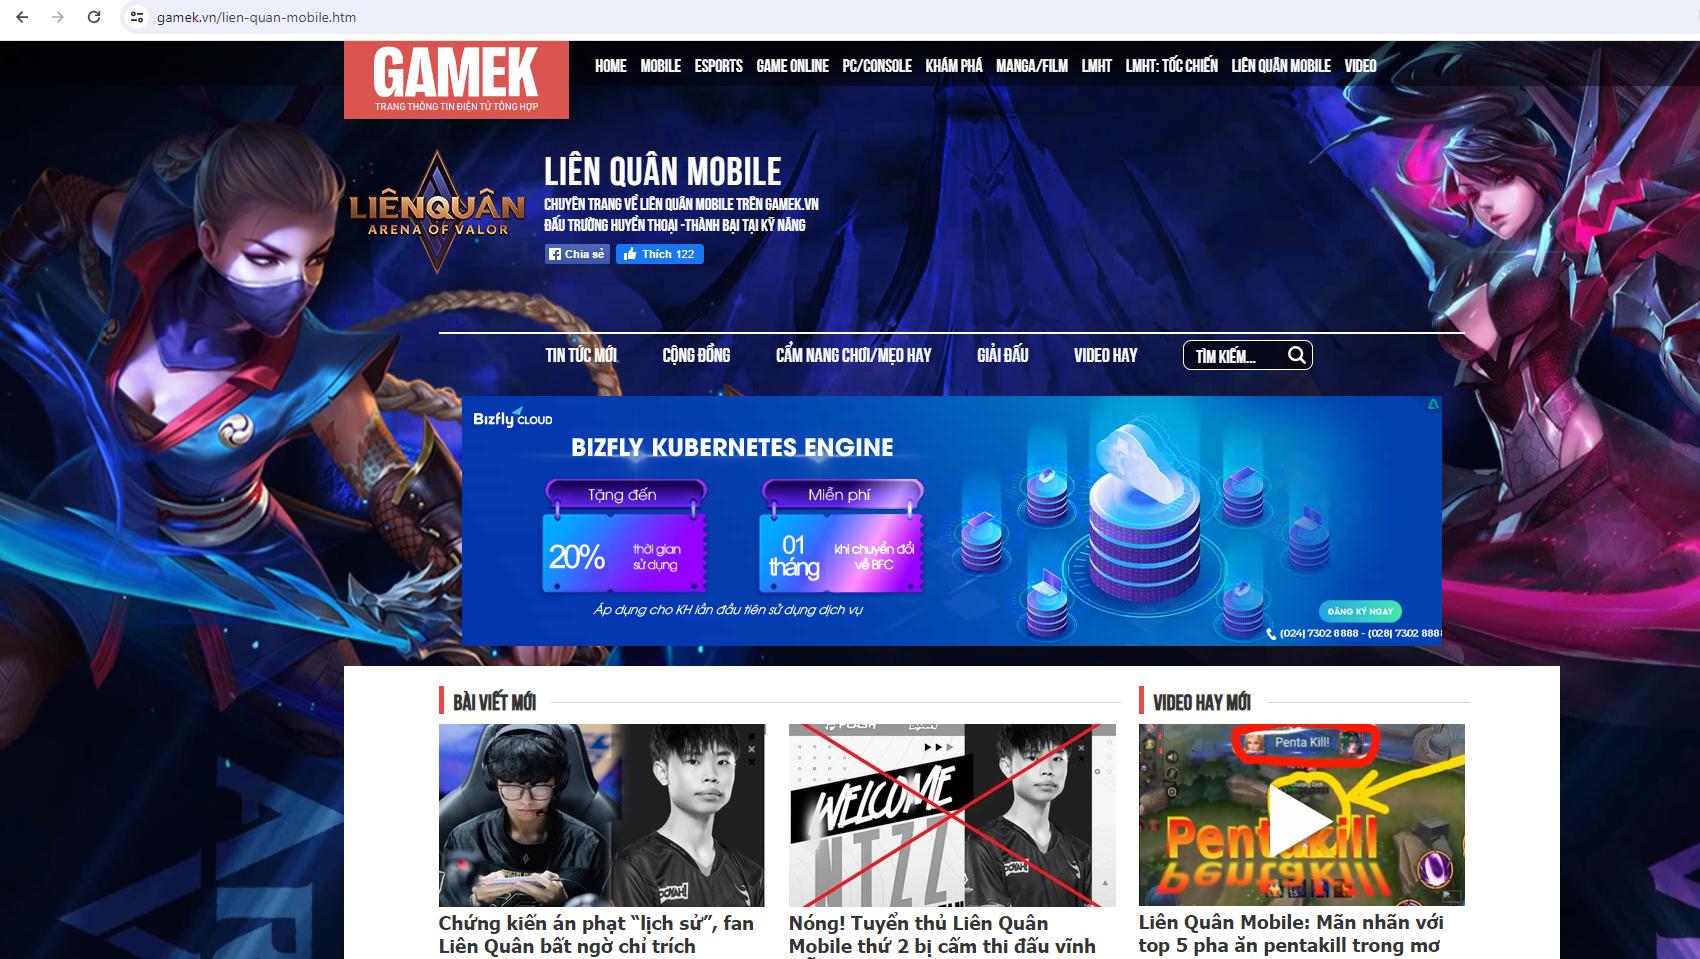 gamek.vn/lien-quan-mobile.htm
GAMEK
TRANG THÔNG TIN ĐIỆN TỬ TỔNG HỢP
HOME MOBILE ESPORTS GAME ONLINE PC/CONSOLE KHÁM PHÁ MANGA/FILM LMHT LMHT: TỐC CHIẾN LIÊN QUÂN MOBILE VIDEO
LIÊNQUÂN
ARENA OF VALOR
LIÊN QUÂN MOBILE
CHUYÊN TRANG VỀ LIÊN QUÂN MOBILE TRÊN GAMEK.VN
ĐẤU TRƯỜNG HUYỀN THOẠI -THÀNH BẠI TẠI KỸ NĂNG
Chia sẻ Thích 122
TIN TỨC MỚI CỘNG ĐỒNG CẨM NANG CHƠI/MẸO HAY GIẢI ĐẤU VIDEO HAY TÌM KIẾM...
Bizfly CLOUD
BIZFLY KUBERNETES ENGINE
Tặng đến
20% thời gian sử dụng
Miễn phí
01 tháng khi chuyển đổi về BFC
Áp dụng cho KH lần đầu tiên sử dụng dịch vụ
ĐĂNG KÝ NGAY
(024) 7302 8888 - (028) 7302 888
BÀI VIẾT MỚI
VIDEO HAY MỚI
WELCOME
NTZZ
Penta Kill!
Pentakill
Chứng kiến án phạt “lịch sử”, fan
Liên Quân bất ngờ chỉ trích
Nóng! Tuyển thủ Liên Quân
Mobile thứ 2 bị cấm thi đấu vĩnh
Liên Quân Mobile: Mãn nhãn với
top 5 pha ăn pentakill trong mơ